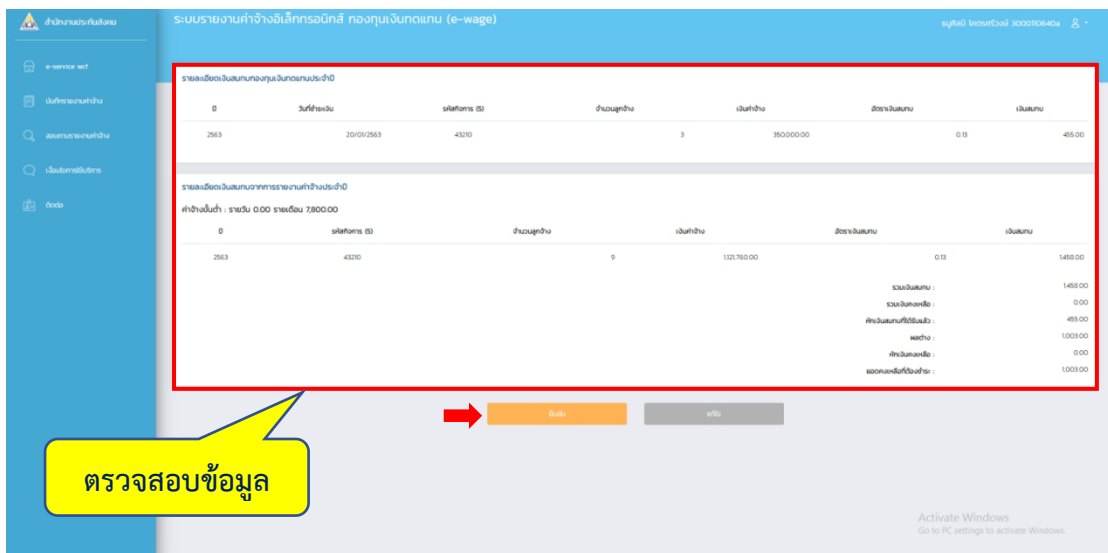 สำนักงานประกันสังคม
ระบบรายงานค่าจ้างอิเล็กทรอนิกส์ กองทุนเงินทดแทน (e-wage)
e-service wcf
บันทึกรายงานค่าจ้าง
สอบทานรายงานค่าจ้าง
เงื่อนไขการใช้บริการ
ติดต่อ
รายละเอียดเงินสมทบกองทุนเงินทดแทนประจำปี
ปี วันที่ชำระเงิน รหัสกิจการ (5) จำนวนลูกจ้าง เงินค่าจ้าง อัตราเงินสมทบ เงินสมทบ
2563 20/01/2563 43210 3 350,000.00 0.13 455.00
รายละเอียดเงินสมทบจากการรายงานค่าจ้างประจำปี
ค่าจ้างขั้นต่ำ : รายวัน 0.00 รายเดือน 7,800.00
ปี รหัสกิจการ (5) จำนวนลูกจ้าง เงินค่าจ้าง อัตราเงินสมทบ เงินสมทบ
2563 43210 9 1,121,760.00 0.13 1,458.00
รวมเงินสมทบ : 1,458.00
รวมเงินคงเหลือ : 0.00
หักเงินสมทบที่ได้รับแล้ว : 455.00
ผลต่าง : 1,003.00
หักเงินคงเหลือ : 0.00
ยอดคงเหลือที่ต้องชำระ : 1,003.00
ยืนยัน แก้ไข
ตรวจสอบข้อมูล
Activate Windows
Go to PC settings to activate Windows.